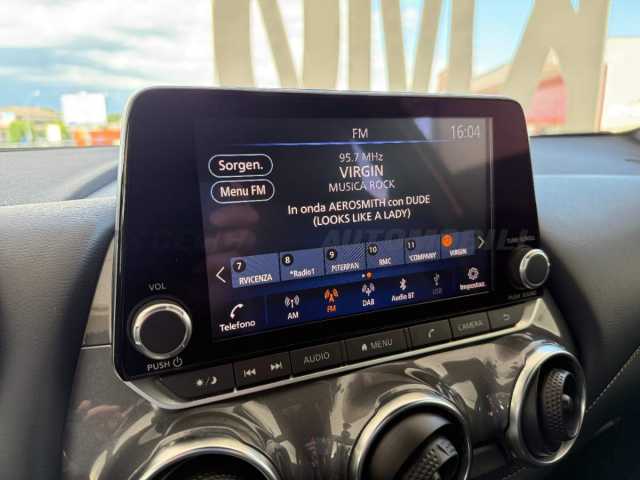 FM
16:04
Sorgen.
Menu FM
95.7 MHz
VIRGIN
MUSICA ROCK
In onda AEROSMITH con DUDE
(LOOKS LIKE A LADY)
7 8 9 10 11
RVICENZA *Radio1 PITERPAN RMC 'COMPANY VIRGIN
Telefono AM FM DAB Audio BT USB Impostaz.
VOL
PUSH
AUDIO MENU CAMERA
PUSH